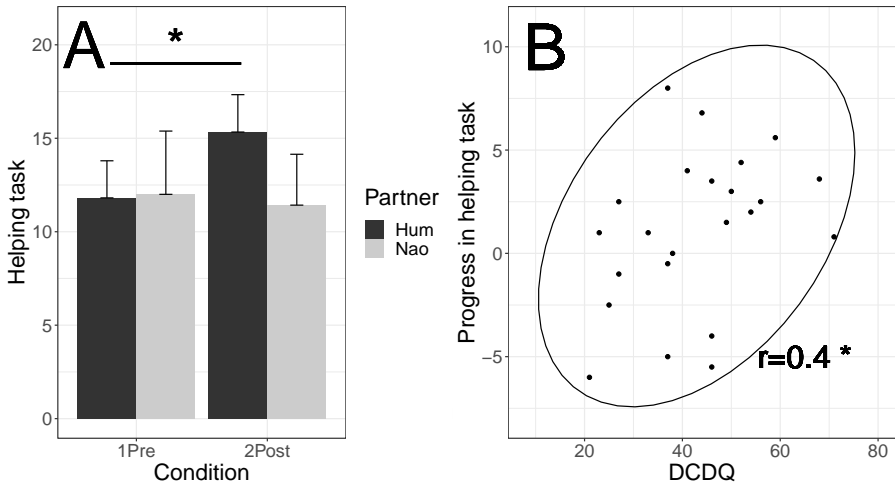 A
*
20
15
10
5
0
Helping task
1Pre
2Post
Condition
Partner
Hum
Nao
B
10
5
0
−5
Progress in helping task
r=0.4 *
20
40
60
80
DCDQ